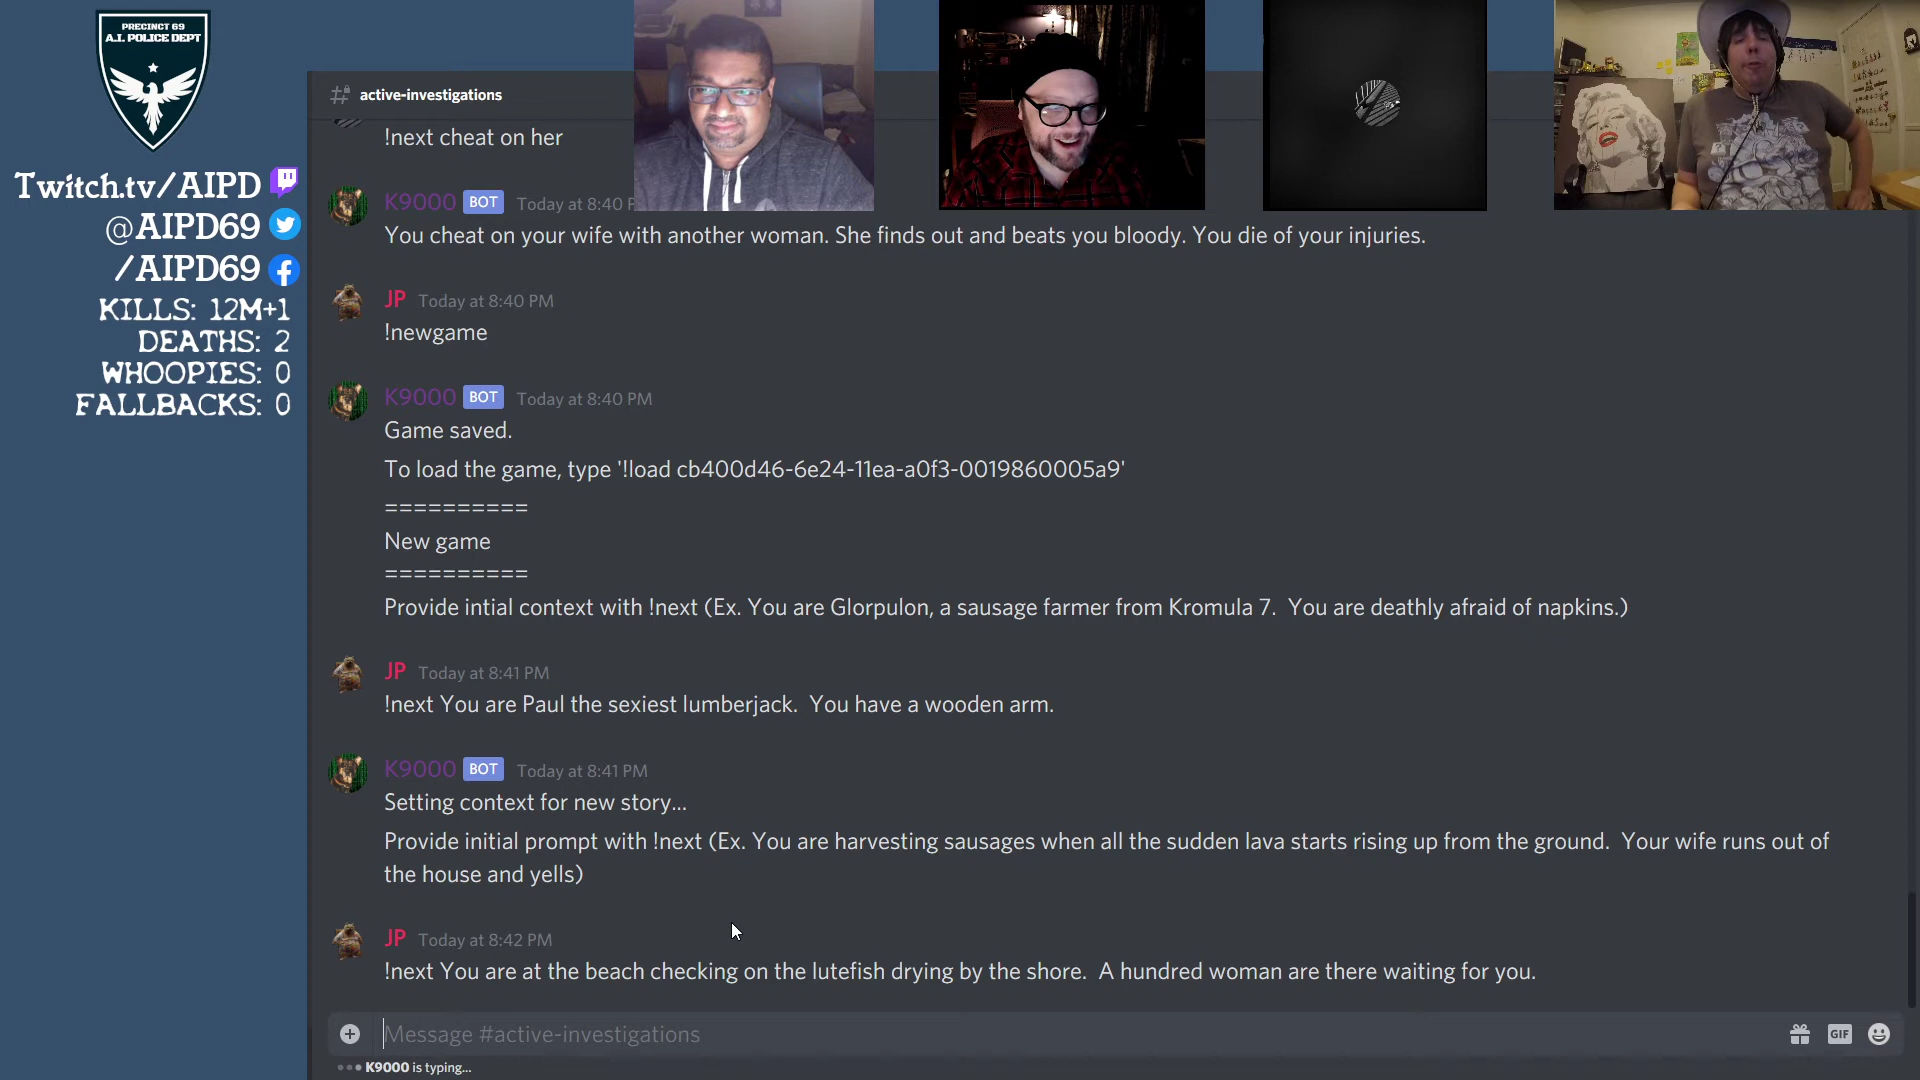 PRECINCT 69
A.I. POLICE DEPT
Twitch.tv/AIPD
@AIPD69
/AIPD69
KILLS: 12M+1
DEATHS: 2
WHOOPIES: 0
FALLBACKS: 0
active-investigations
!next cheat on her
K9000 BOT Today at 8:40 P
You cheat on your wife with another woman. She finds out and beats you bloody. You die of your injuries.
JP Today at 8:40 PM
!newgame
K9000 BOT Today at 8:40 PM
Game saved.
To load the game, type '!load cb400d46-6e24-11ea-a0f3-0019860005a9'
==========
New game
==========
Provide intial context with !next (Ex. You are Glorpulon, a sausage farmer from Kromula 7.  You are deathly afraid of napkins.)
JP Today at 8:41 PM
!next You are Paul the sexiest lumberjack.  You have a wooden arm.
K9000 BOT Today at 8:41 PM
Setting context for new story...
Provide initial prompt with !next (Ex. You are harvesting sausages when all the sudden lava starts rising up from the ground.  Your wife runs out of
the house and yells)
JP Today at 8:42 PM
!next You are at the beach checking on the lutefish drying by the shore.  A hundred woman are there waiting for you.
Message #active-investigations
GIF
K9000 is typing...